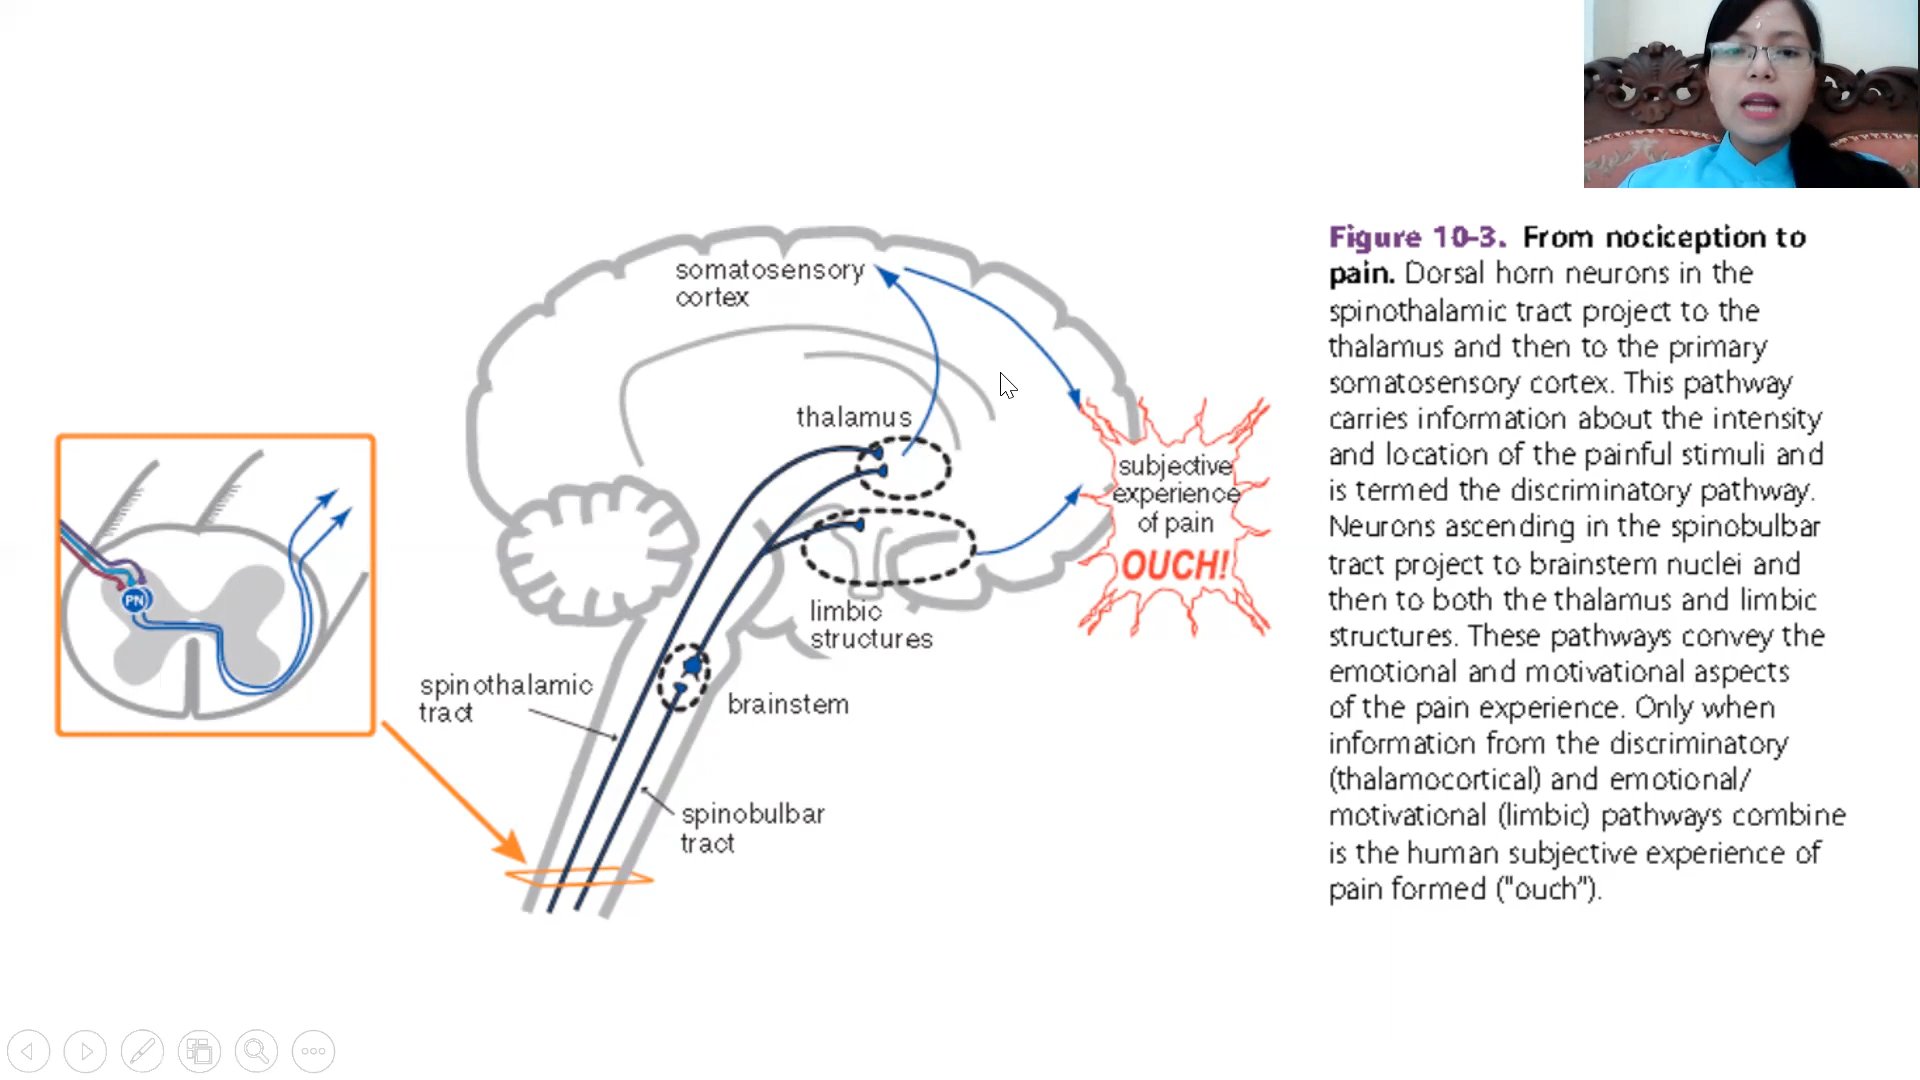 somatosensory
cortex
thalamus
subjective
experience
of pain
OUCH!
PN
limbic
structures
spinothalamic
tract
brainstem
spinobulbar
tract
Figure 10-3. From nociception to
pain. Dorsal horn neurons in the
spinothalamic tract project to the
thalamus and then to the primary
somatosensory cortex. This pathway
carries information about the intensity
and location of the painful stimuli and
is termed the discriminatory pathway.
Neurons ascending in the spinobulbar
tract project to brainstem nuclei and
then to both the thalamus and limbic
structures. These pathways convey the
emotional and motivational aspects
of the pain experience. Only when
information from the discriminatory
(thalamocortical) and emotional/
motivational (limbic) pathways combine
is the human subjective experience of
pain formed ("ouch").